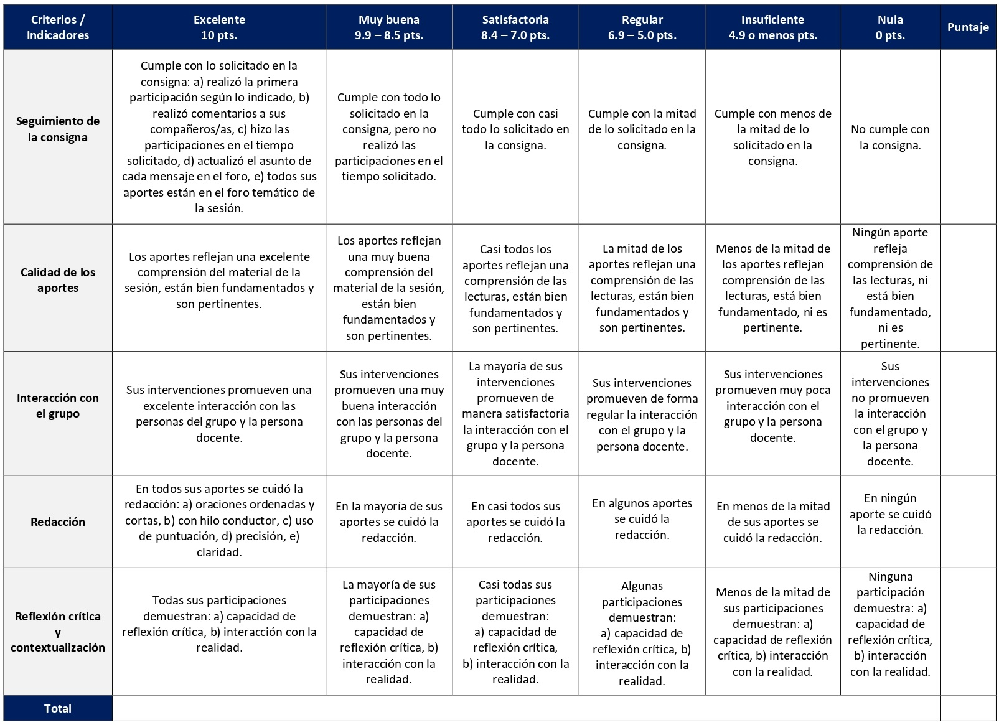 Criterios /
Indicadores
Excelente
10 pts.
Muy buena
9.9 – 8.5 pts.
Satisfactoria
8.4 – 7.0 pts.
Regular
6.9 – 5.0 pts.
Insuficiente
4.9 o menos pts.
Nula
0 pts.
Puntaje
Seguimiento de
la consigna
Cumple con lo solicitado en la
consigna: a) realizó la primera
participación según lo indicado, b)
realizó comentarios a sus
compañeros/as, c) hizo las
participaciones en el tiempo
solicitado, d) actualizó el asunto de
cada mensaje en el foro, e) todos sus
aportes están en el foro temático de
la sesión.
Cumple con todo lo
solicitado en la
consigna, pero no
realizó las
participaciones en el
tiempo solicitado.
Cumple con casi
todo lo solicitado en
la consigna.
Cumple con la mitad
de lo solicitado en la
consigna.
Cumple con menos de
la mitad de lo
solicitado en la
consigna.
No cumple con
la consigna.
Calidad de los
aportes
Los aportes reflejan una excelente
comprensión del material de la
sesión, están bien fundamentados y
son pertinentes.
Los aportes reflejan
una muy buena
comprensión del
material de la sesión,
están bien
fundamentados y
son pertinentes.
Casi todos los
aportes reflejan una
comprensión de las
lecturas, están bien
fundamentados y
son pertinentes.
La mitad de los
aportes reflejan una
comprensión de las
lecturas, están bien
fundamentados y
son pertinentes.
Menos de la mitad de
los aportes reflejan
comprensión de las
lecturas, está bien
fundamentado, ni es
pertinente.
Ningún aporte
refleja
comprensión de
las lecturas, ni
está bien
fundamentado,
ni es
pertinente.
Interacción con
el grupo
Sus intervenciones promueven una
excelente interacción con las
personas del grupo y la persona
docente.
Sus intervenciones
promueven una muy
buena interacción
con las personas del
grupo y la persona
docente.
La mayoría de sus
intervenciones
promueven de
manera satisfactoria
la interacción con el
grupo y la persona
docente.
Sus intervenciones
promueven de forma
regular la interacción
con el grupo y la
persona docente.
Sus intervenciones
promueven muy poca
interacción con el
grupo y la persona
docente.
Sus
intervenciones
no promueven
la interacción
con el grupo y
la persona
docente.
Redacción
En todos sus aportes se cuidó la
redacción: a) oraciones ordenadas y
cortas, b) con hilo conductor, c) uso
de puntuación, d) precisión, e)
claridad.
En la mayoría de sus
aportes se cuidó la
redacción.
En casi todos sus
aportes se cuidó la
redacción.
En algunos aportes
se cuidó la
redacción.
En menos de la mitad
de sus aportes se
cuidó la redacción.
En ningún
aporte se cuidó
la redacción.
Reflexión crítica
y
contextualización
Todas sus participaciones
demuestran: a) capacidad de
reflexión crítica, b) interacción con la
realidad.
La mayoría de sus
participaciones
demuestran: a)
capacidad de
reflexión crítica, b)
interacción con la
realidad.
Casi todas sus
participaciones
demuestran:
a) capacidad de
reflexión crítica,
b) interacción con la
realidad.
Algunas
participaciones
demuestran:
a) capacidad de
reflexión crítica, b)
interacción con la
realidad.
Menos de la mitad de
sus participaciones
demuestran: a)
capacidad de reflexión
crítica, b) interacción
con la realidad.
Ninguna
participación
demuestra: a)
capacidad de
reflexión crítica,
b) interacción
con la realidad.
Total